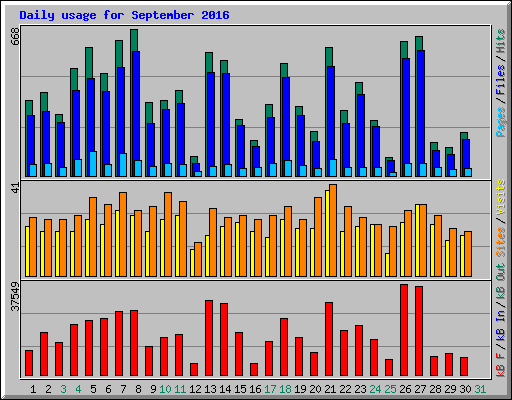 Daily usage for September 2016
668
Pages / Files / Hits
41
Sites / Visits
37549
kB F / kB In / kB Out
1 2 3 4 5 6 7 8 9 10 11 12 13 14 15 16 17 18 19 20 21 22 23 24 25 26 27 28 29 30 31